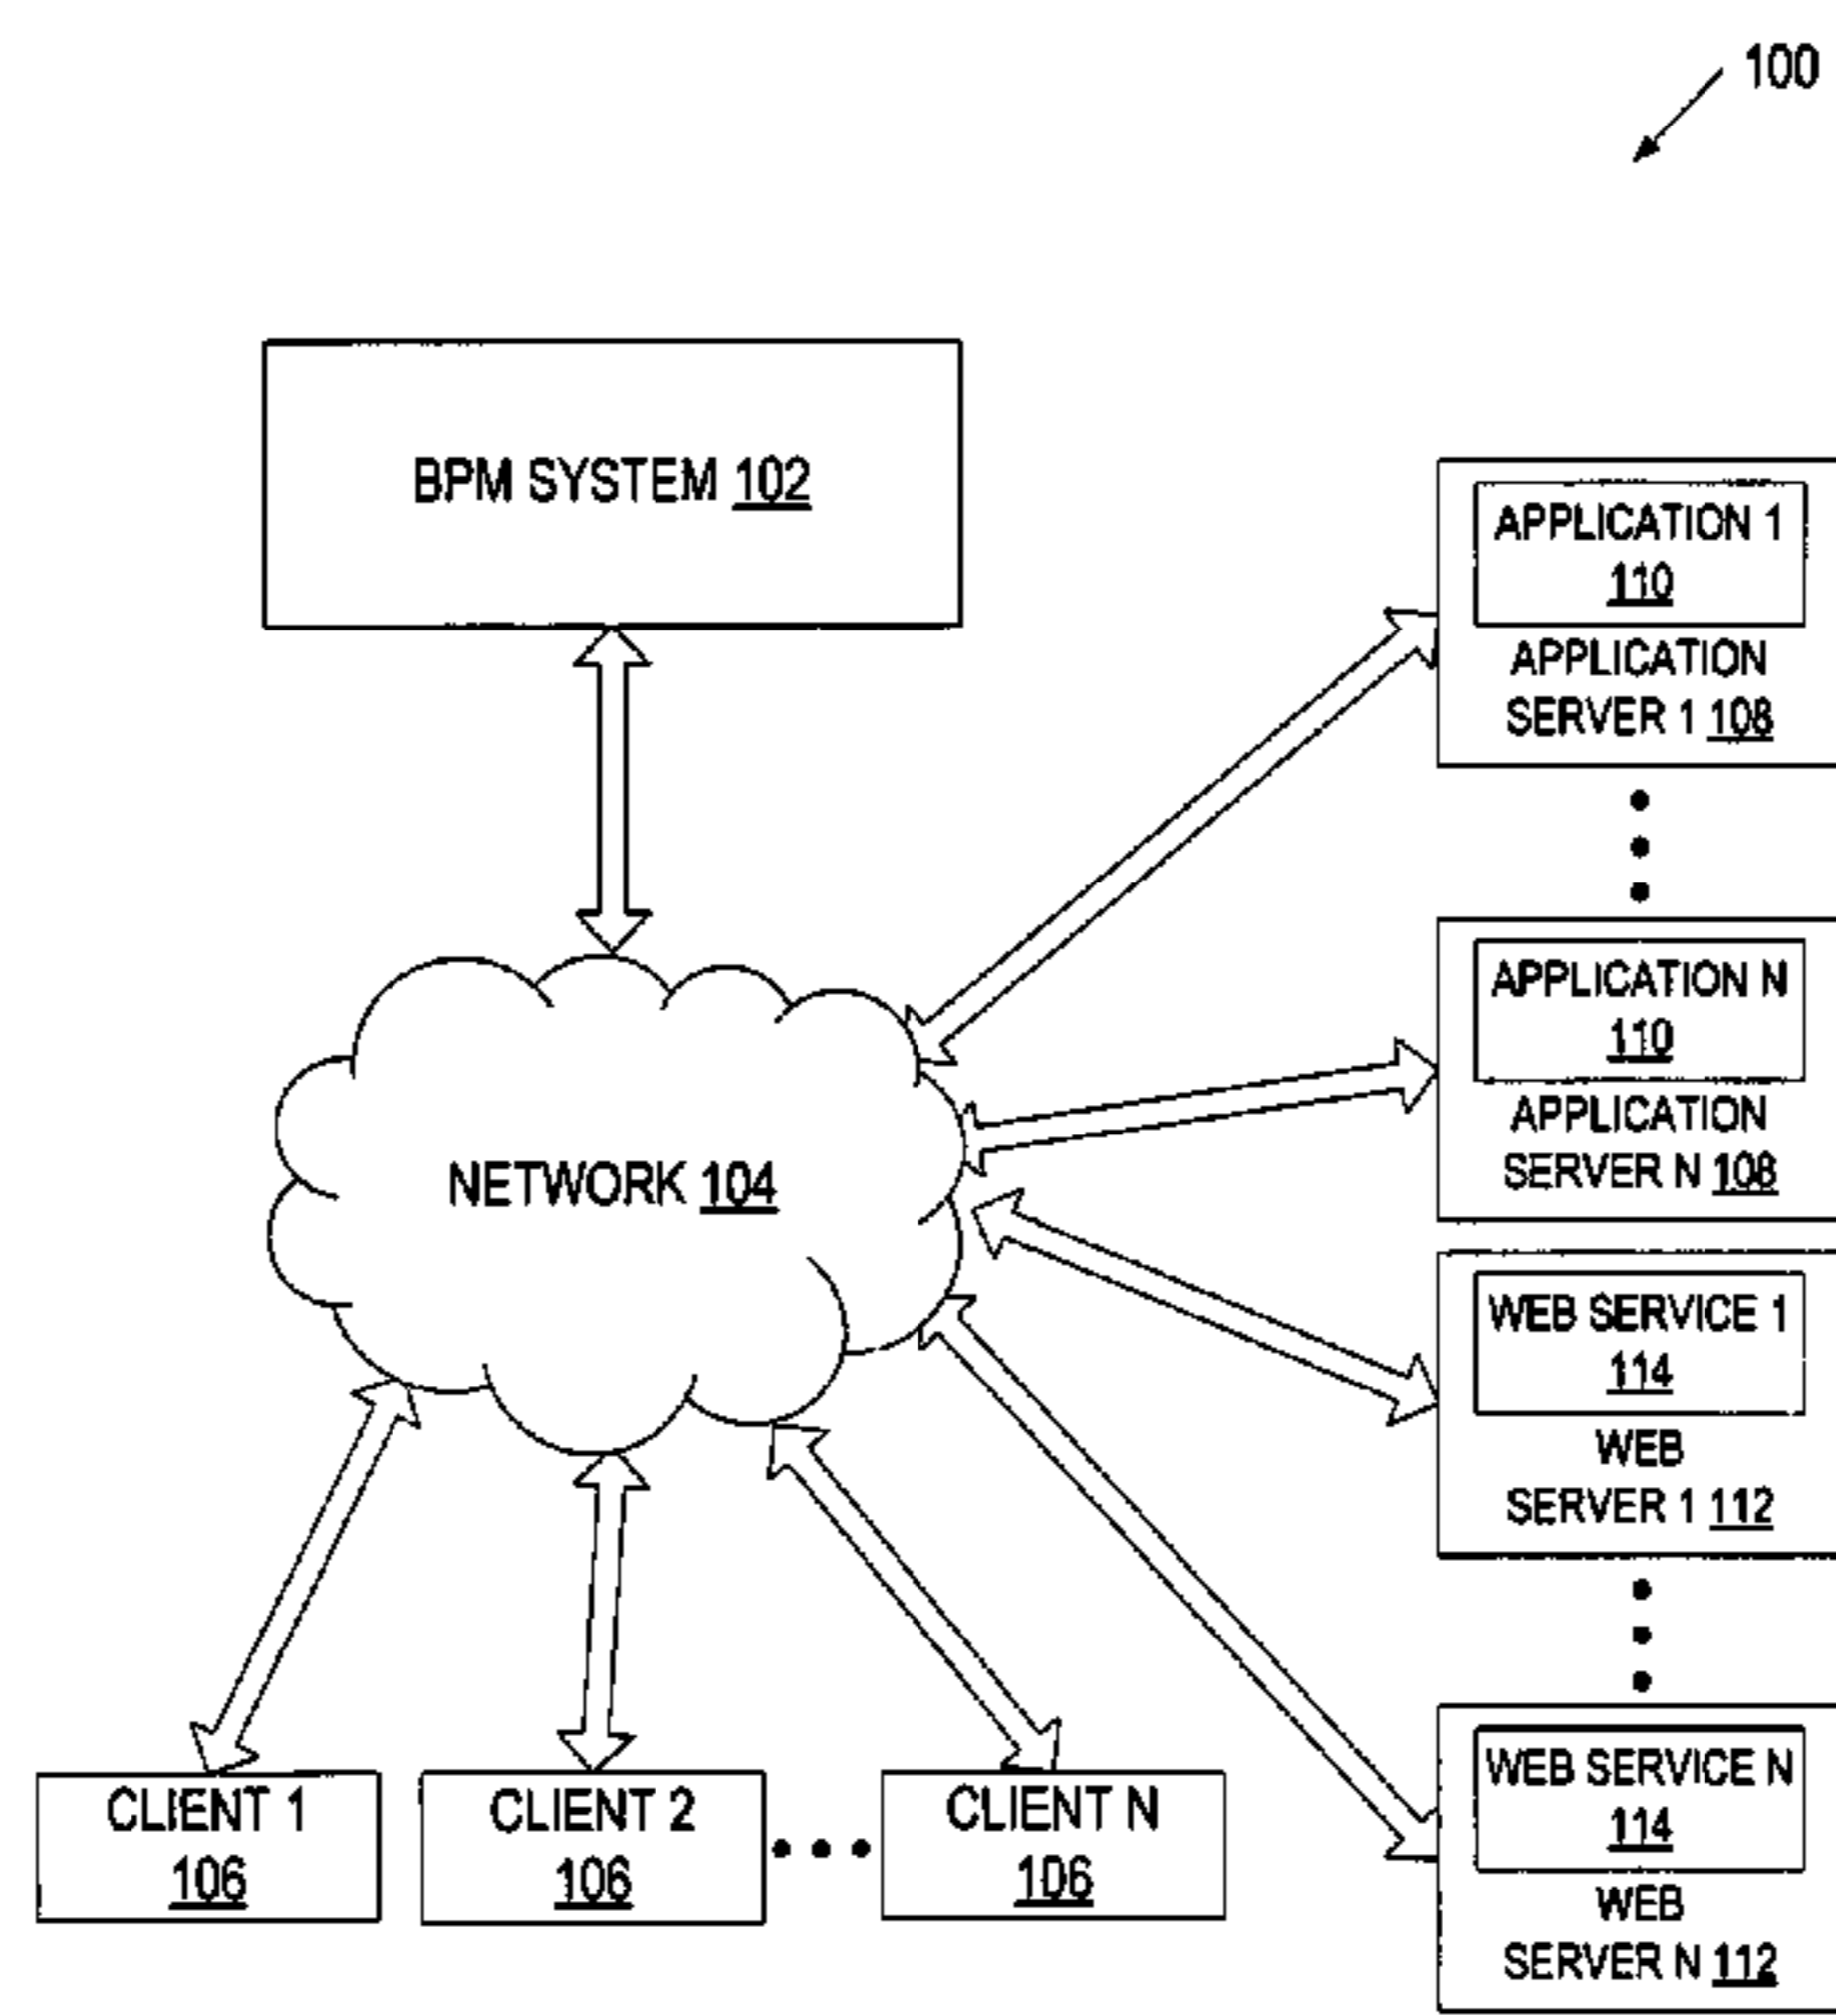 100
BPM SYSTEM 102
APPLICATION 1
110
APPLICATION
SERVER 1 108
APPLICATION N
110
APPLICATION
SERVER N 108
NETWORK 104
WEB SERVICE 1
114
WEB
SERVER 1 112
WEB SERVICE N
114
WEB
SERVER N 112
CLIENT 1
106
CLIENT 2
106
CLIENT N
106